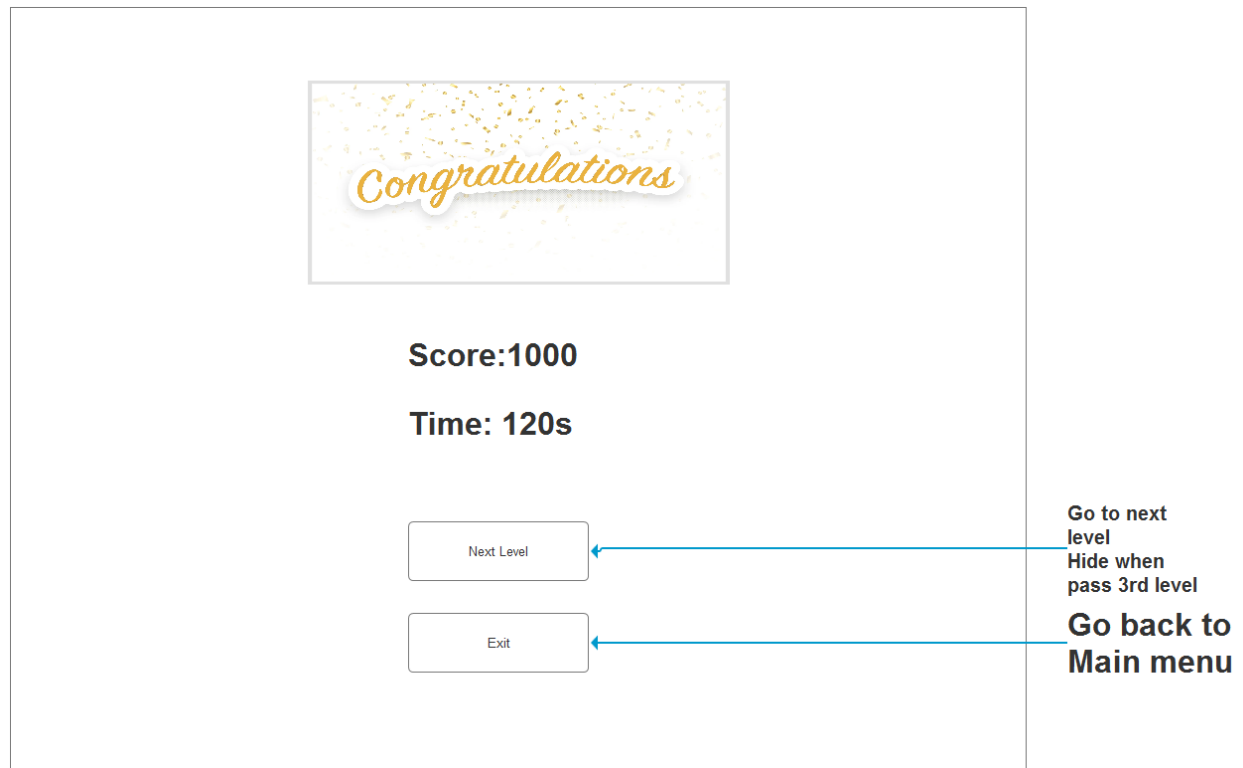 Congratulations
Score:1000
Time: 120s
Next Level
Exit
Go to next
level
Hide when
pass 3rd level
Go back to
Main menu